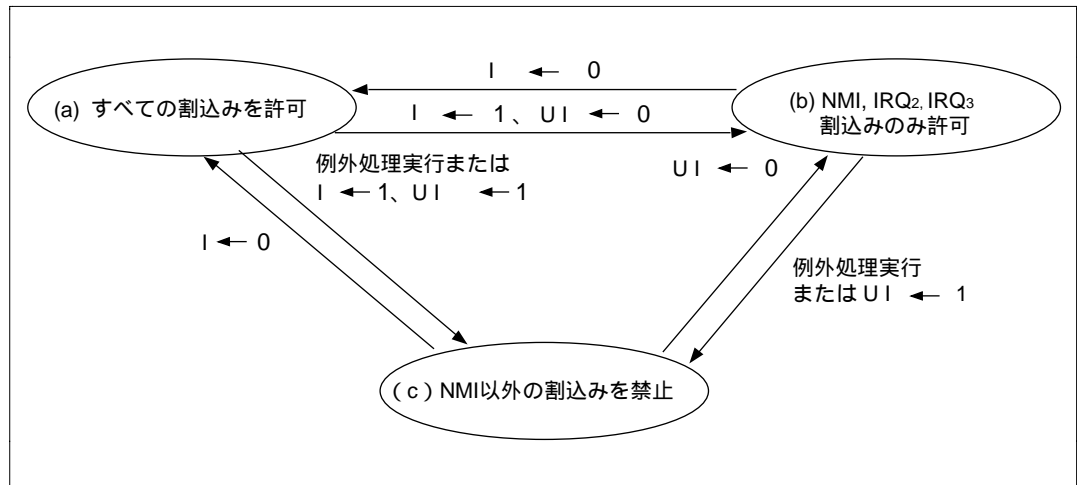 I ← 0
(a) すべての割込みを許可
I ← 1、UI ← 0
(b) NMI, IRQ2, IRQ3
割込みのみ許可
例外処理実行または
I ← 1、UI ← 1
UI ← 0
I ← 0
例外処理実行
またはUI ← 1
(c)NMI以外の割込みを禁止